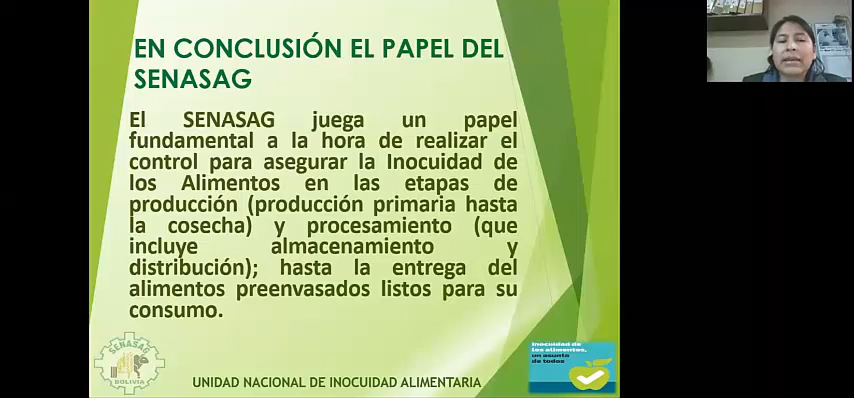 EN CONCLUSIÓN EL PAPEL DEL
SENASAG
El SENASAG juega un papel
fundamental a la hora de realizar el
control para asegurar la Inocuidad de
los Alimentos en las etapas de
producción (producción primaria hasta
la cosecha) y procesamiento (que
incluye almacenamiento y
distribución); hasta la entrega del
alimentos preenvasados listos para su
consumo.
SENASAG
BOLIVIA
UNIDAD NACIONAL DE INOCUIDAD ALIMENTARIA
Inocuidad de
los alimentos,
un asunto
de todos